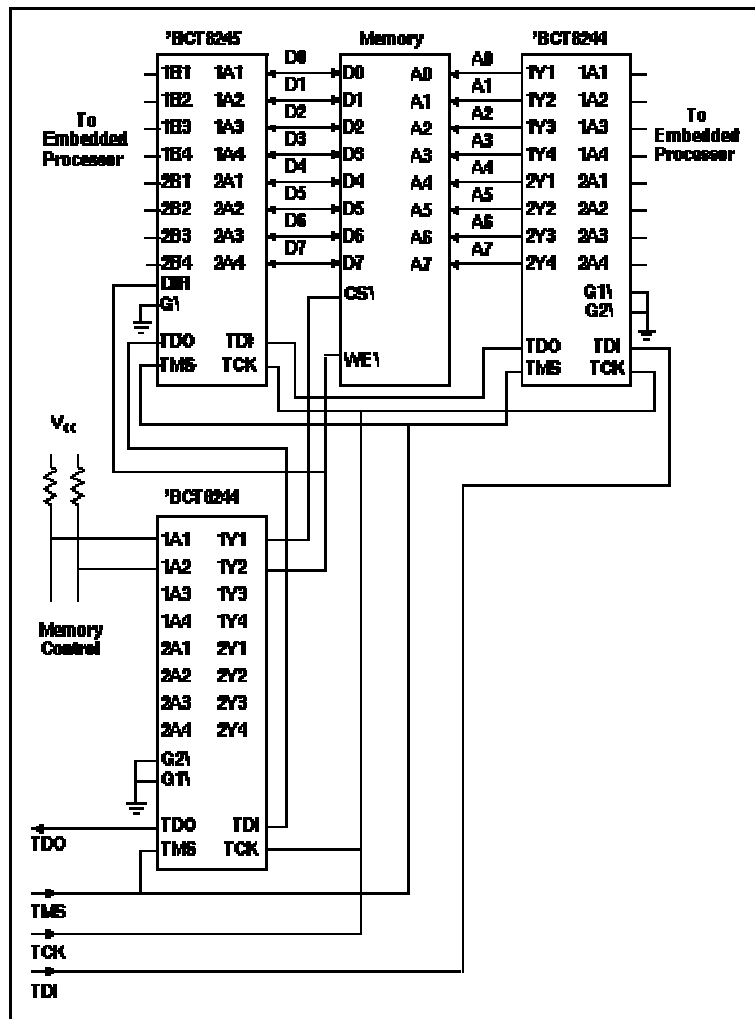 'BCT8245 Memory 'BCT8244
D0 A0
1B1 1A1 D0 A0 1Y1 1A1
D1 A1
1B2 1A2 D1 A1 1Y2 1A2
D2 A2
To Embedded Processor
1B3 1A3 D2 A2 1Y3 1A3
To Embedded Processor
D3 A3
1B4 1A4 D3 A3 1Y4 1A4
D4 A4
2B1 2A1 D4 A4 2Y1 2A1
D5 A5
2B2 2A2 D5 A5 2Y2 2A2
D6 A6
2B3 2A3 D6 A6 2Y3 2A3
D7 A7
2B4 2A4 D7 A7 2Y4 2A4
DIR
G\ CS\ G1\
G2\
TDO TDI TDO TDI
TMS TCK WE\ TMS TCK
Vcc
'BCT8244
1A1 1Y1
1A2 1Y2
1A3 1Y3
1A4 1Y4
Memory
Control
2A1 2Y1
2A2 2Y2
2A3 2Y3
2A4 2Y4
G2\
G1\
TDO TDI
TDO
TMS TCK
TMS
TCK
TDI